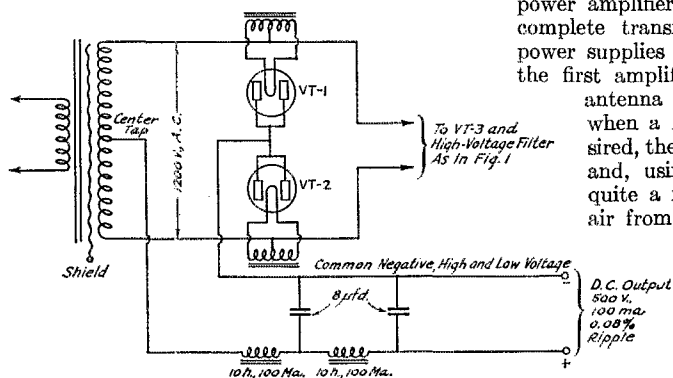 power amplifier
complete transi
power supplies
the first amplif
antenna
when a
sired, the
and, usin
quite a
air from
VT-1
Center
Tap
1200 V., A.C.
To VT-3 and
High-Voltage Filter
As In Fig. 1
VT-2
Shield
Common Negative, High and Low Voltage
8 µfd.
D.C. Output
500 V.,
100 ma.
0.08%
Ripple
-
+
10 h., 100 Ma.
10 h., 100 Ma.